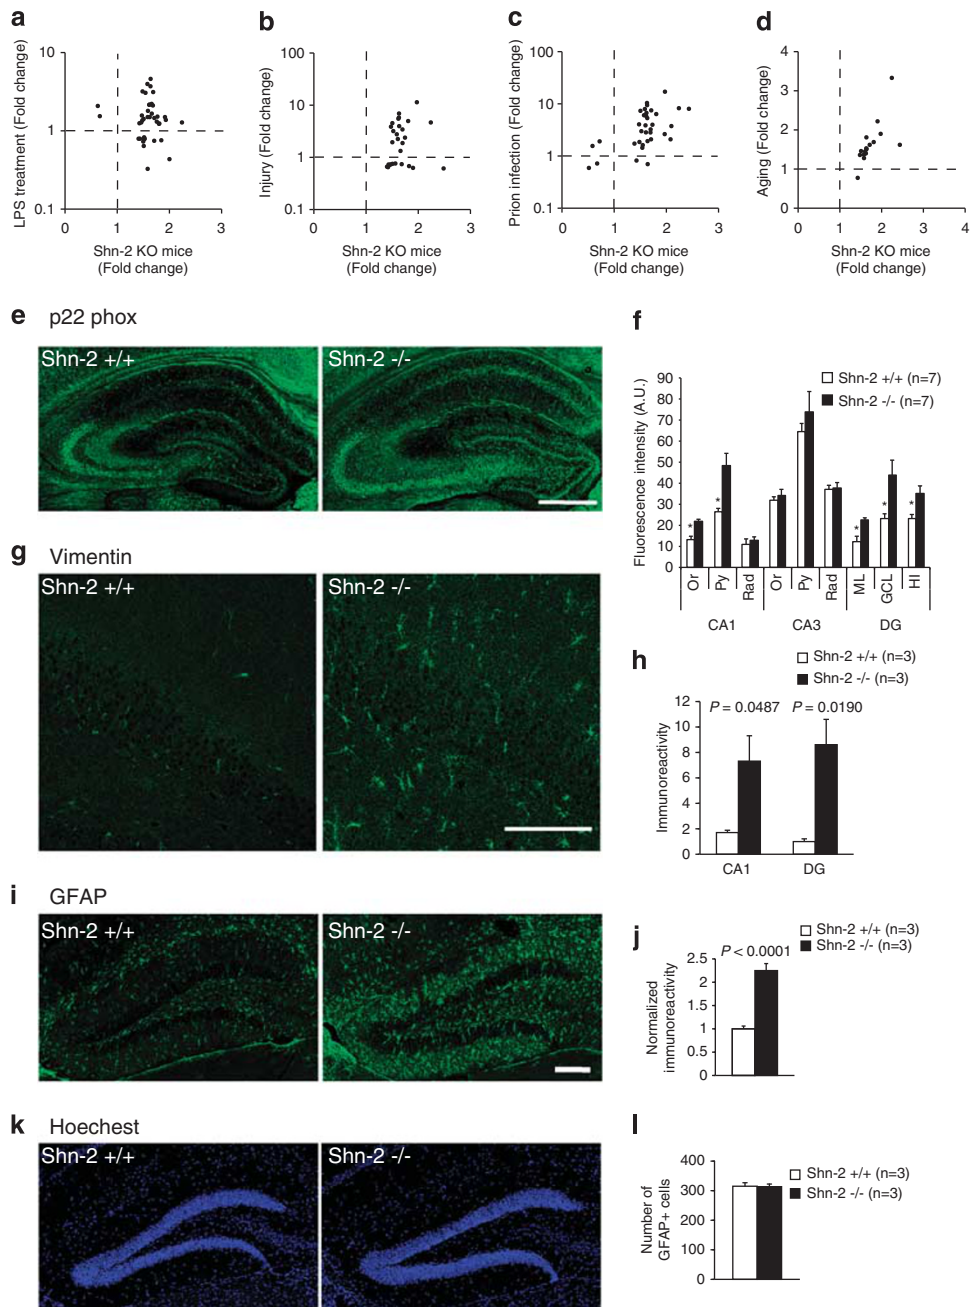 a
LPS treatment (Fold change)
10
1
0.1
0 1 2 3
Shn-2 KO mice
(Fold change)
b
Injury (Fold change)
100
10
1
0.1
0 1 2 3
Shn-2 KO mice
(Fold change)
c
Prion infection (Fold change)
100
10
1
0.1
0 1 2 3
Shn-2 KO mice
(Fold change)
d
Aging (Fold change)
4
3
2
1
0
0 1 2 3 4
Shn-2 KO mice
(Fold change)
e p22 phox
Shn-2 +/+
Shn-2 -/-
f
Shn-2 +/+ (n=7)
Shn-2 -/- (n=7)
Fluorescence intensity (A.U.)
90
80
70
60
50
40
30
20
10
0
* * * * *
Or Py Rad Or Py Rad ML GCL HI
CA1 CA3 DG
g Vimentin
Shn-2 +/+
Shn-2 -/-
h
Shn-2 +/+ (n=3)
Shn-2 -/- (n=3)
Immunoreactivity
12
10
8
6
4
2
0
P = 0.0487 P = 0.0190
CA1 DG
i GFAP
Shn-2 +/+
Shn-2 -/-
j
Shn-2 +/+ (n=3)
Shn-2 -/- (n=3)
P < 0.0001
Normalized
immunoreactivity
2.5
2
1
0.5
0
k Hoechest
Shn-2 +/+
Shn-2 -/-
l
Shn-2 +/+ (n=3)
Shn-2 -/- (n=3)
Number of
GFAP+ cells
400
300
200
100
0